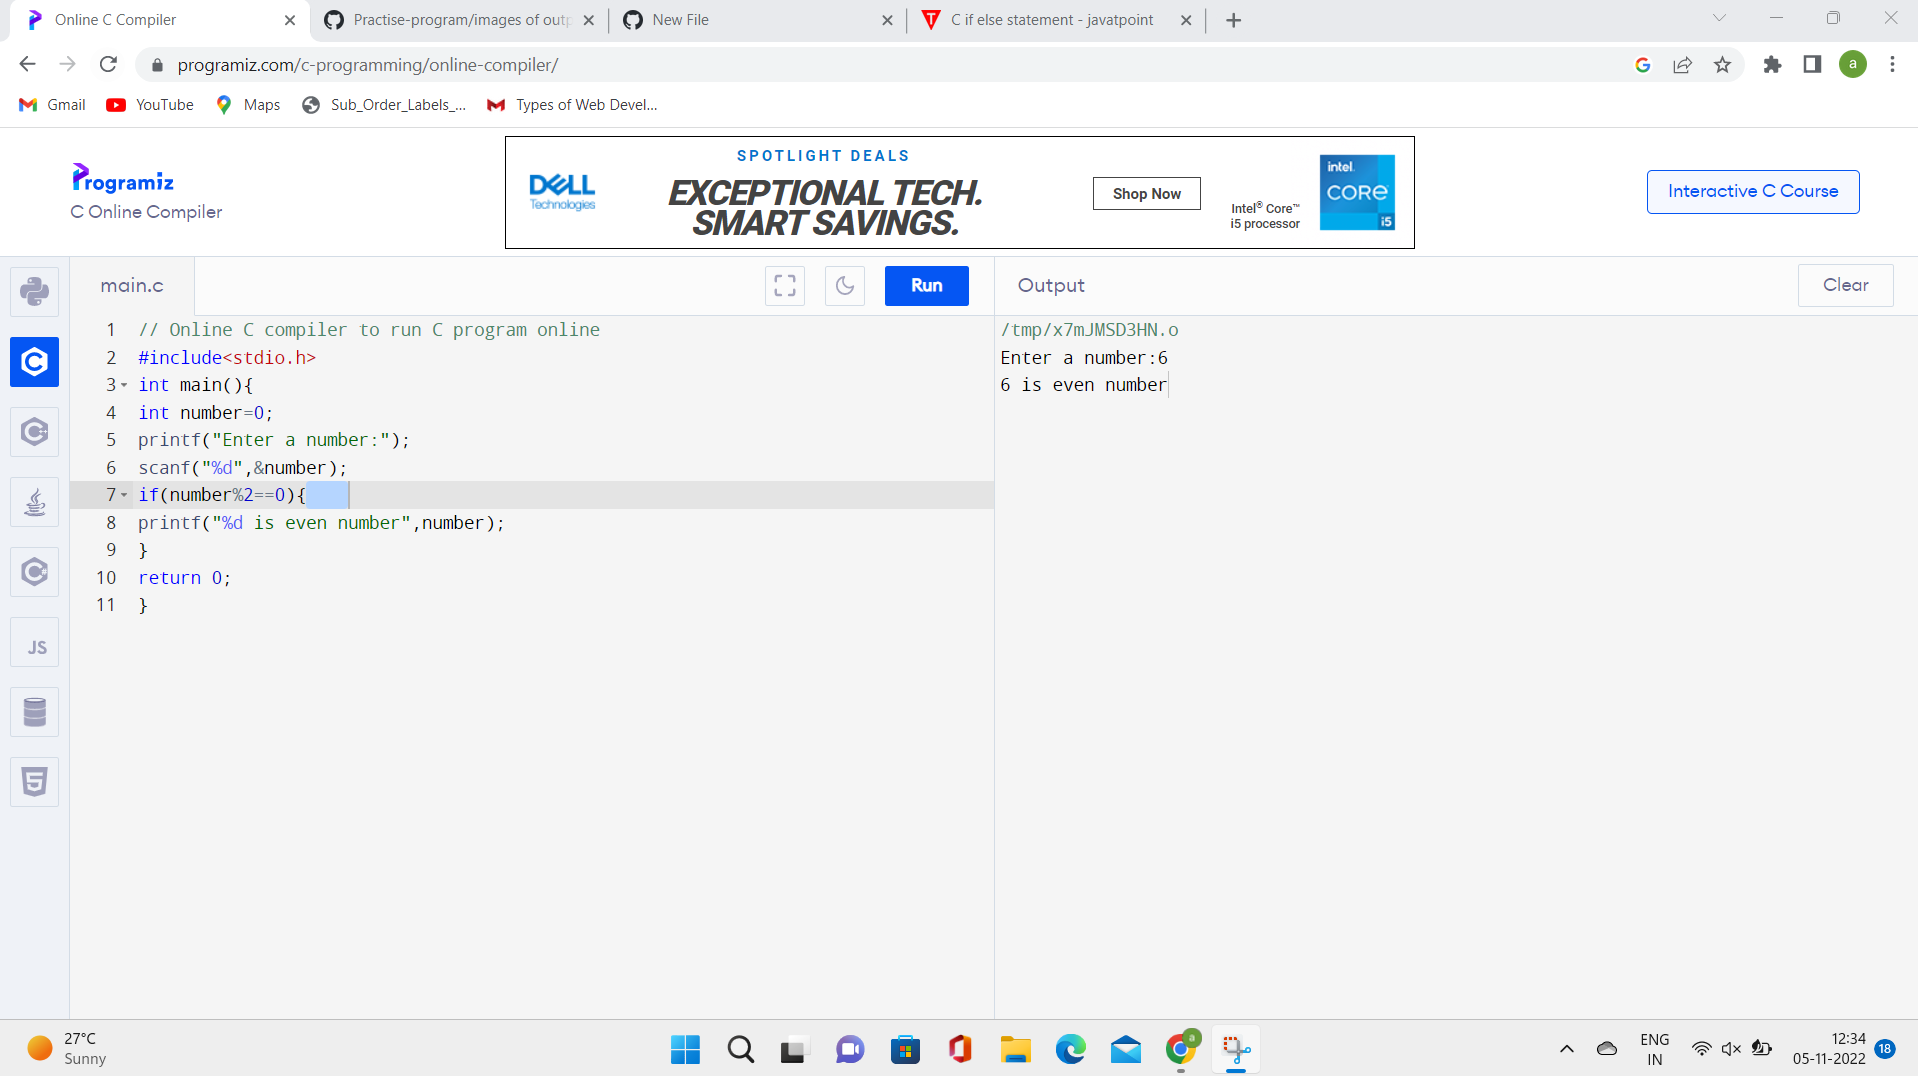 Online C Compiler
Practise-program/images of outp
New File
C if else statement - javatpoint
programiz.com/c-programming/online-compiler/
a
Gmail
YouTube
Maps
Sub_Order_Labels_...
Types of Web Devel...
Programiz
C Online Compiler
DELL
Technologies
SPOTLIGHT DEALS
EXCEPTIONAL TECH.
SMART SAVINGS.
Shop Now
Intel® Core™
i5 processor
intel.
CORE
i5
Interactive C Course
main.c
Run
Output
Clear
1 // Online C compiler to run C program online
2 #include<stdio.h>
3 int main(){
4 int number=0;
5 printf("Enter a number:");
6 scanf("%d",&number);
7 if(number%2==0){
8 printf("%d is even number",number);
9 }
10 return 0;
11 }
/tmp/x7mJMSD3HN.o
Enter a number:6
6 is even number
JS
27°C
Sunny
a
ENG
IN
12:34
05-11-2022
18